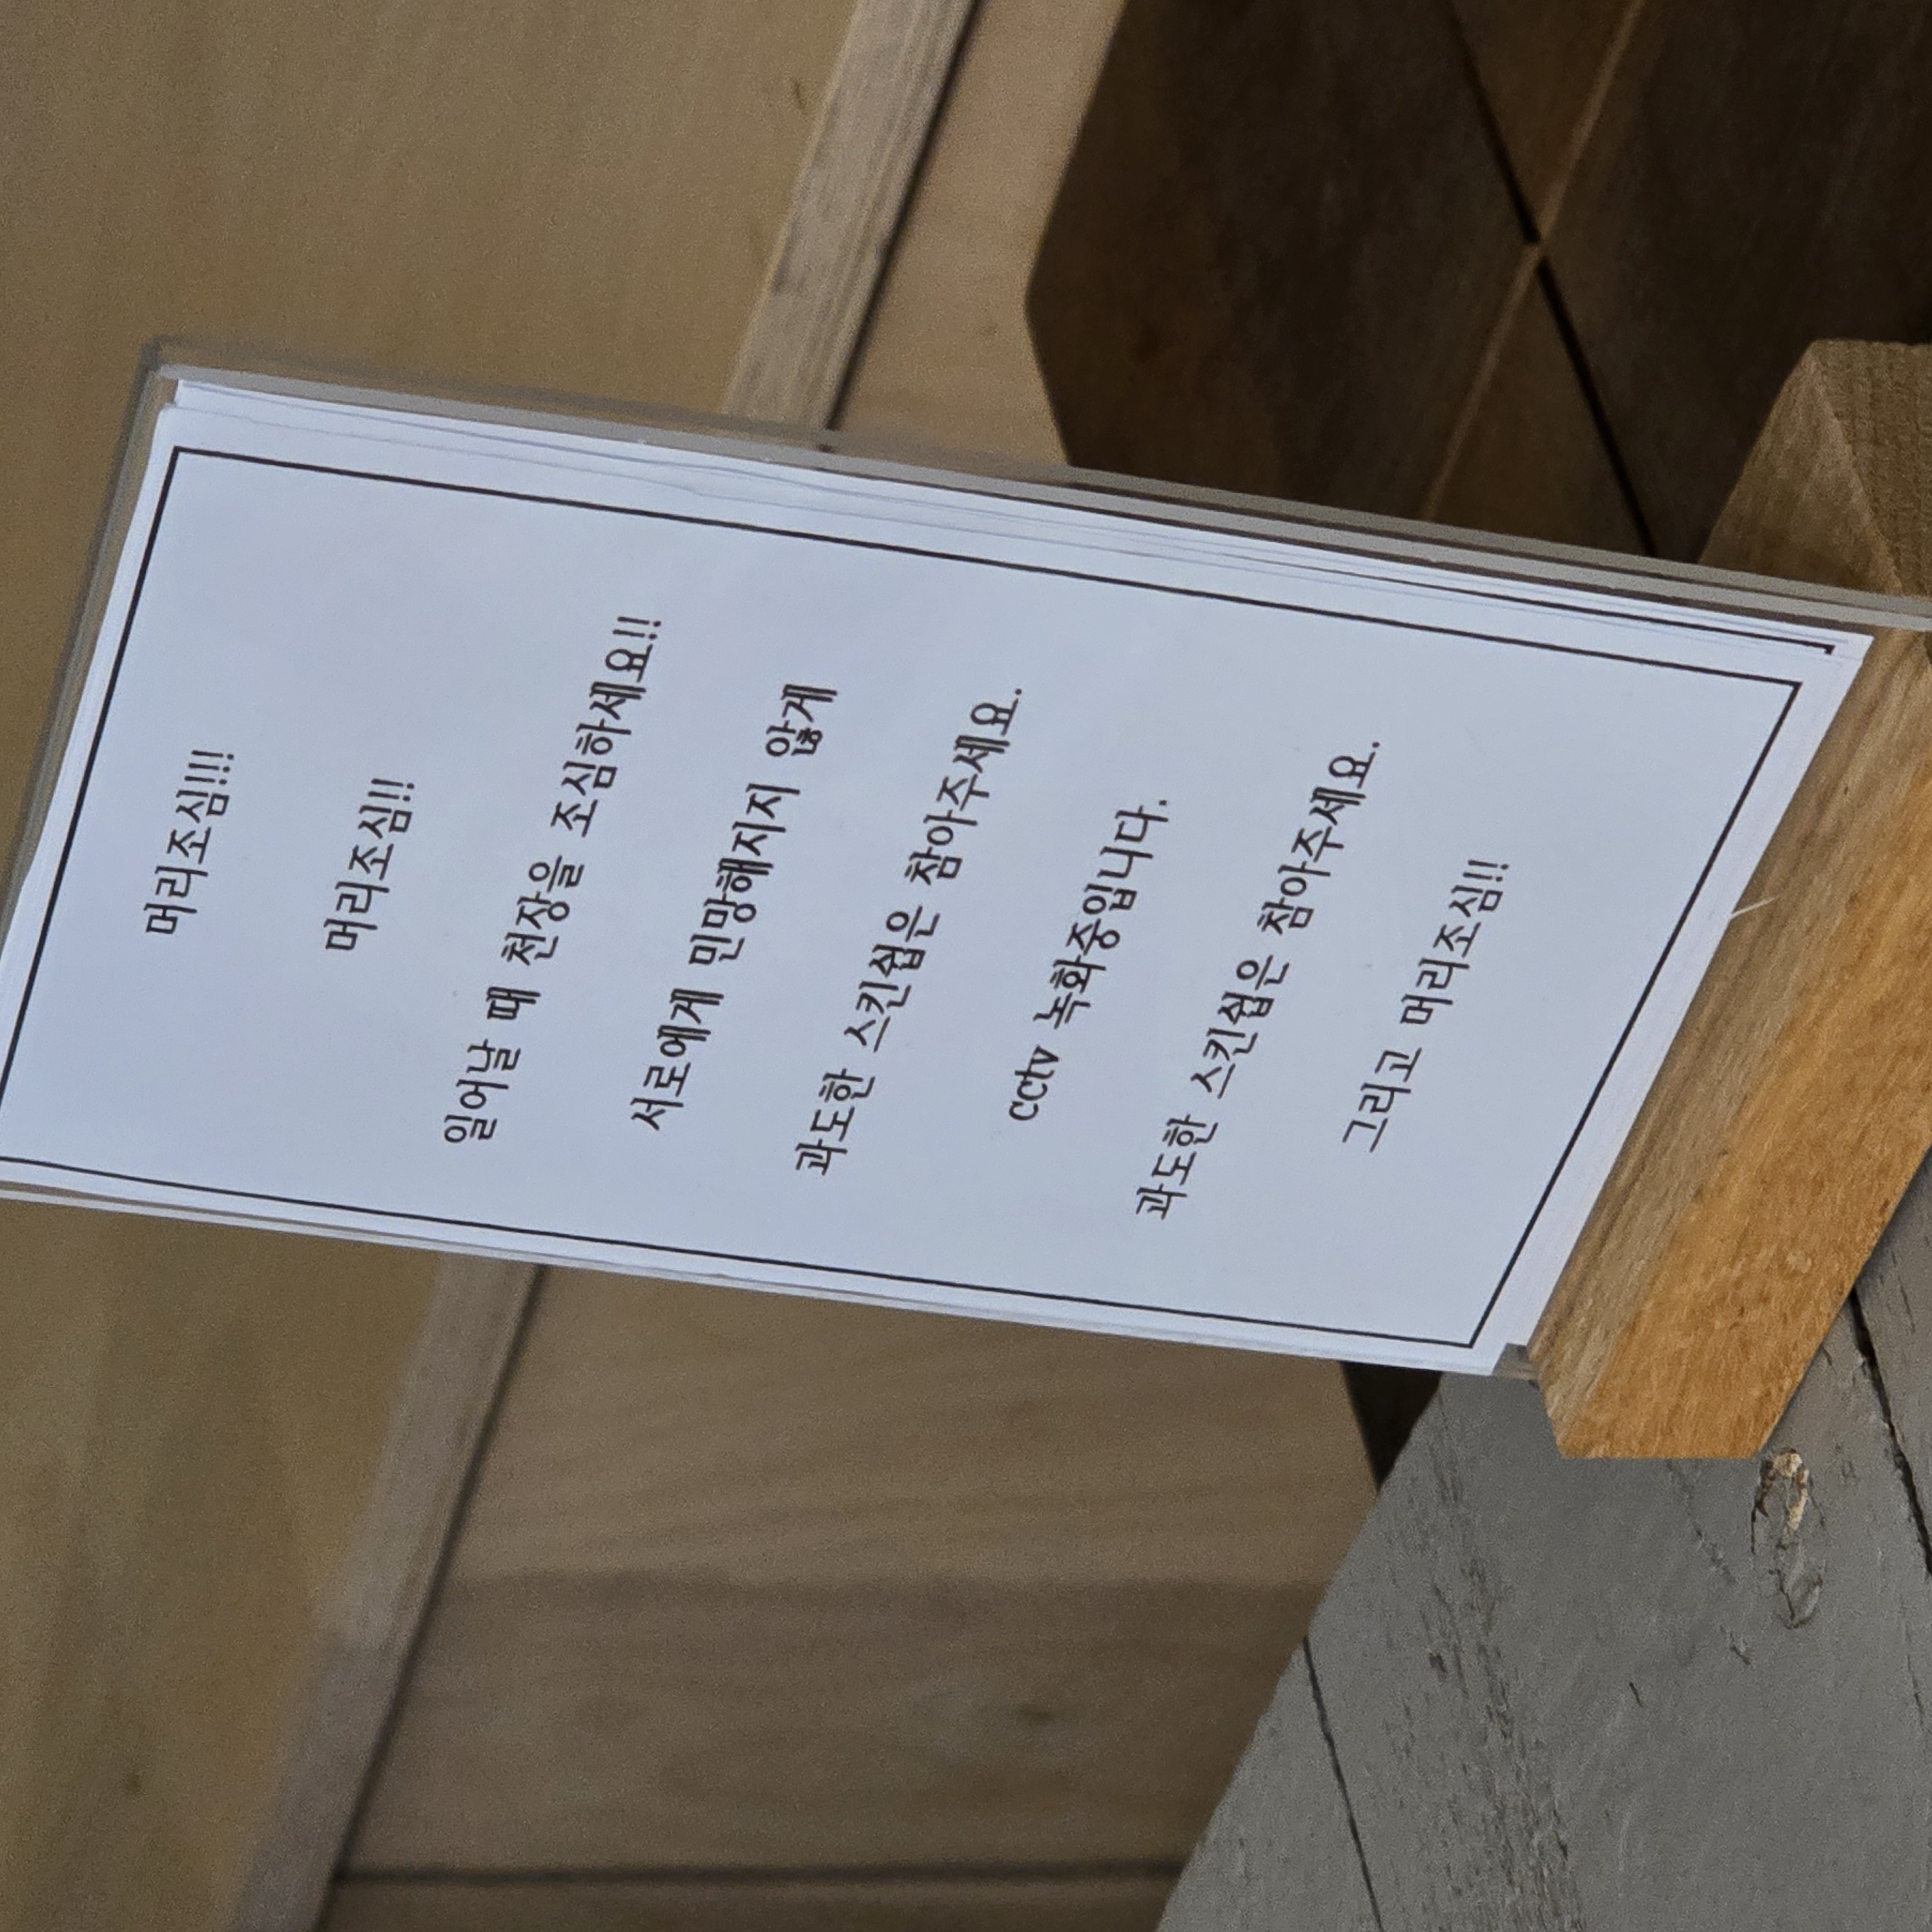 머리조심!!!
머리조심!!
일어날 때 천장을 조심하세요!!
서로에게 민망해지지 않게
과도한 스킨쉽은 참아주세요.
cctv 녹화중입니다.
과도한 스킨쉽은 참아주세요.
그리고 머리조심!!